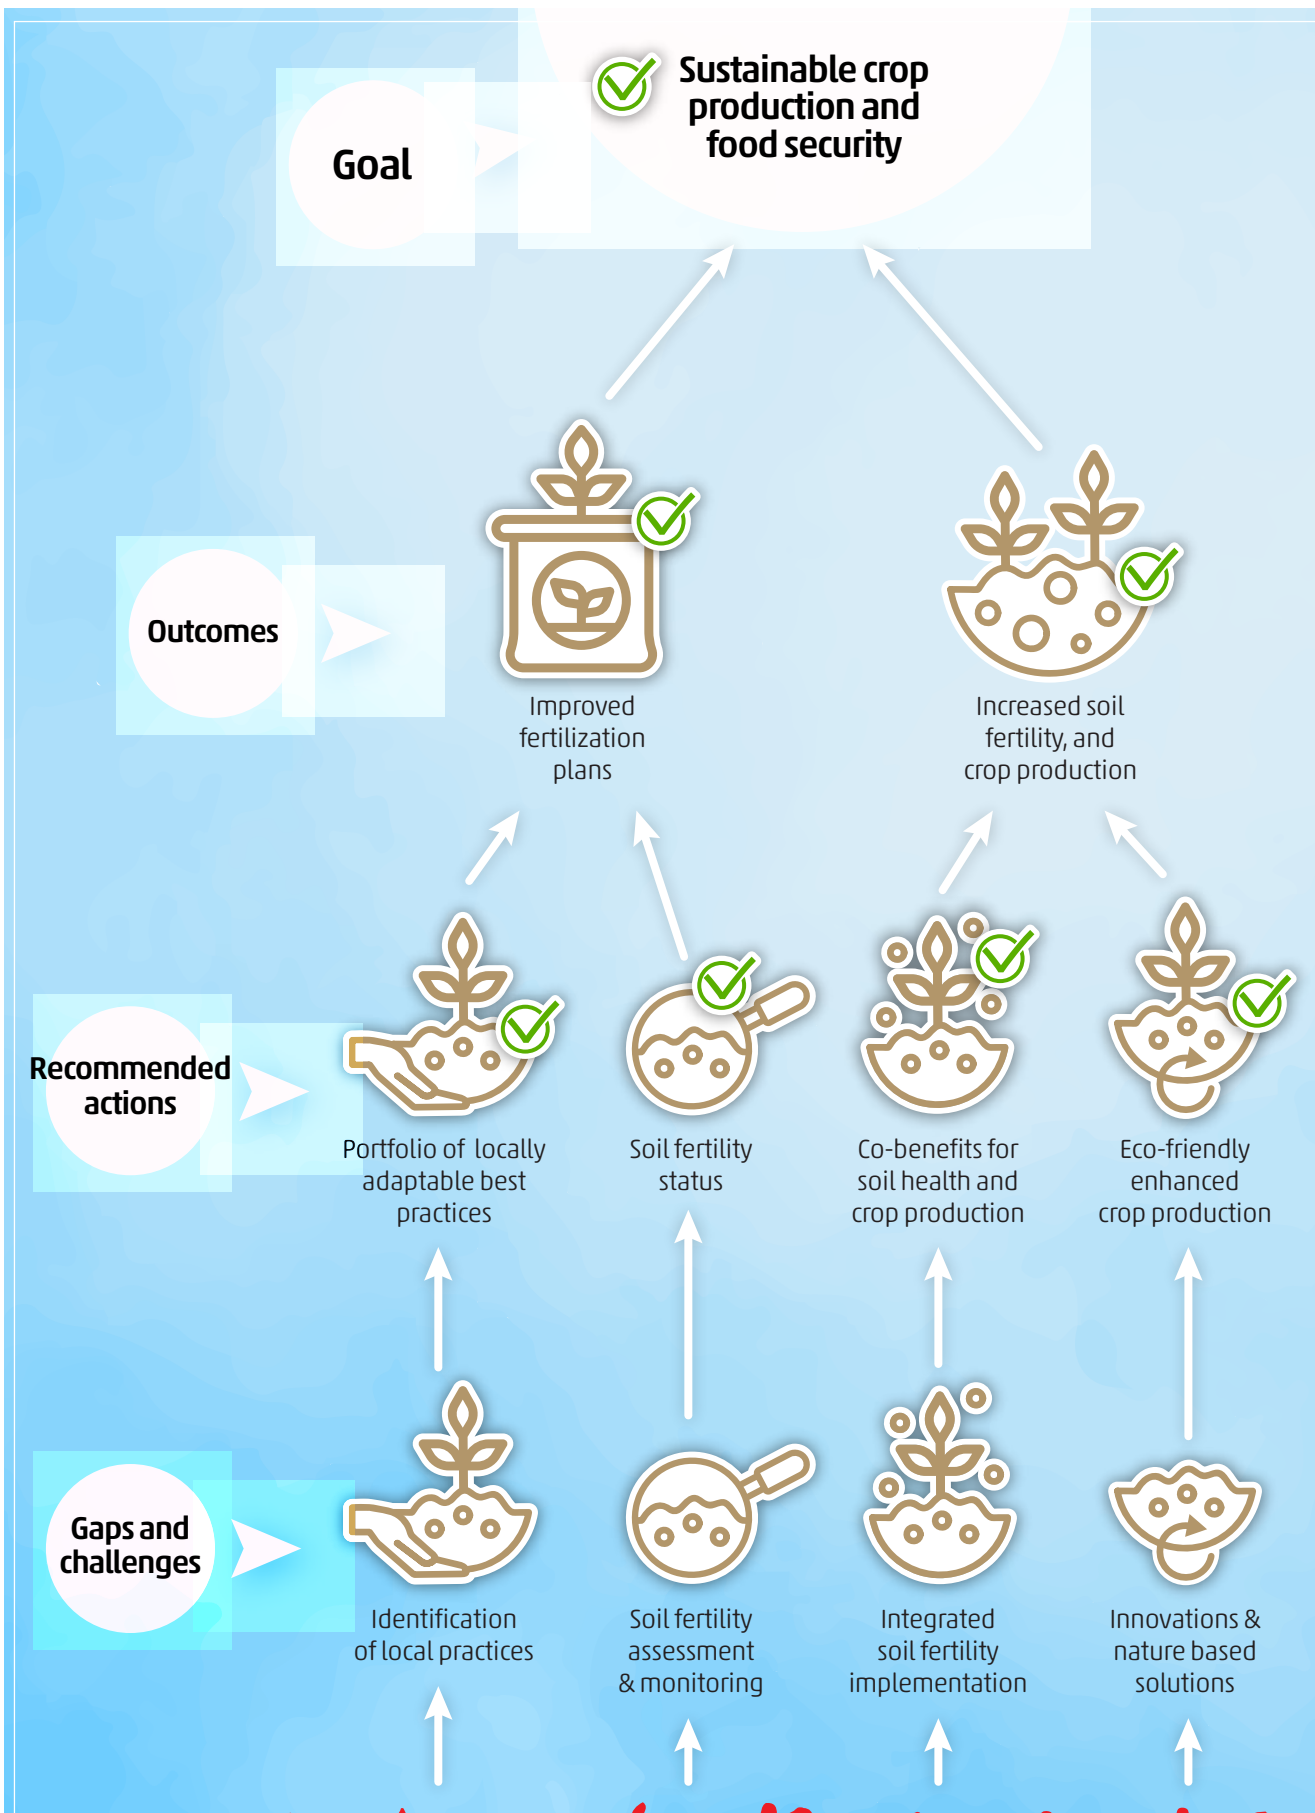 Sustainable crop
production and
food security
Goal
Outcomes
Improved
fertilization
plans
Increased soil
fertility, and
crop production
Recommended
actions
Portfolio of locally
adaptable best
practices
Soil fertility
status
Co-benefits for
soil health and
crop production
Eco-friendly
enhanced
crop production
Gaps and
challenges
Identification
of local practices
Soil fertility
assessment
& monitoring
Integrated
soil fertility
implementation
Innovations &
nature based
solutions